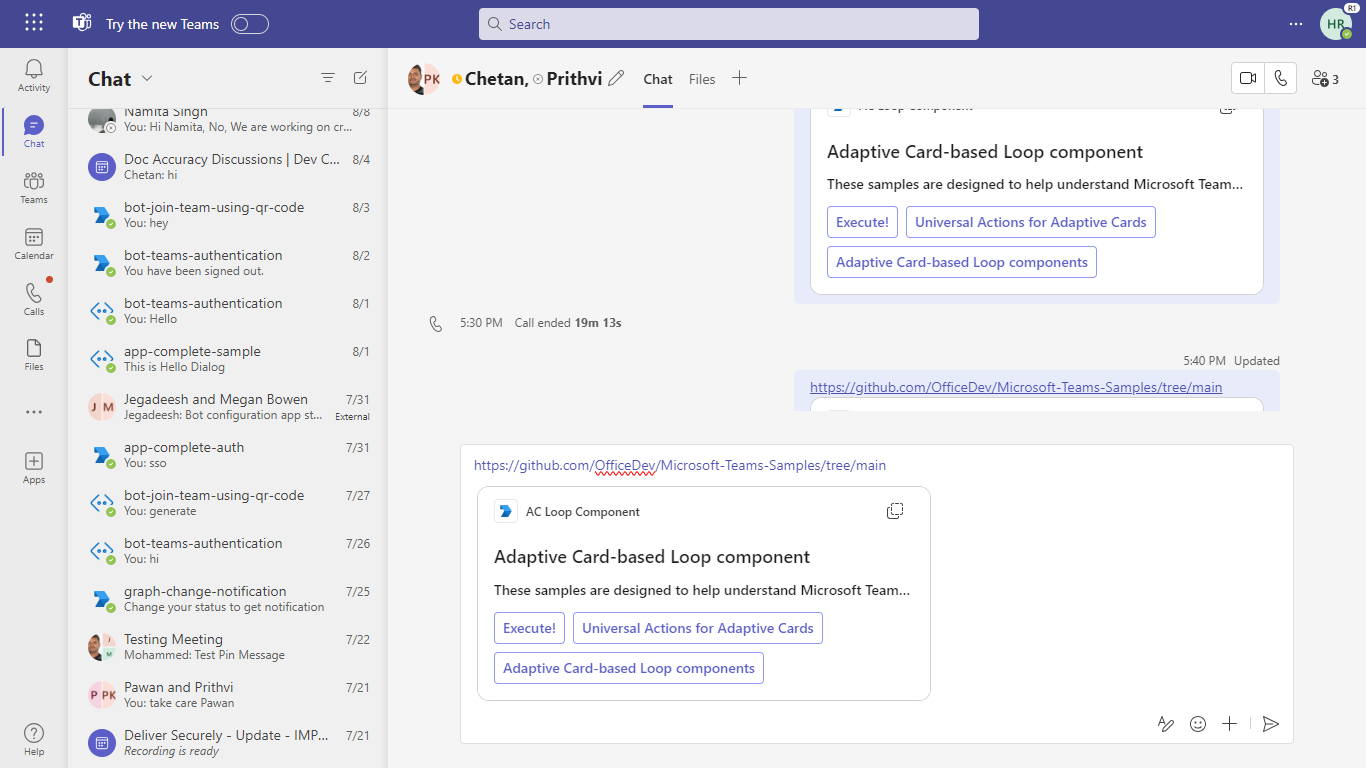 Try the new Teams
Search
R1
HR
Activity
Chat
Teams
Calendar
Calls
Files
Apps
Help
Chat
Namita Singh 8/8
You: Hi Namita, No, We are working on cr...
Doc Accuracy Discussions | Dev C... 8/4
Chetan: hi
bot-join-team-using-qr-code 8/3
You: hey
bot-teams-authentication 8/2
You have been signed out.
bot-teams-authentication 8/1
You: Hello
app-complete-sample 8/1
This is Hello Dialog
J M
Jegadeesh and Megan Bowen 7/31
Jegadeesh: Bot configuration app st... External
app-complete-auth 7/31
You: sso
bot-join-team-using-qr-code 7/27
You: generate
bot-teams-authentication 7/26
You: hi
graph-change-notification 7/25
Change your status to get notification
J
M
Testing Meeting 7/22
Mohammed: Test Pin Message
P PK
Pawan and Prithvi 7/21
You: take care Pawan
Deliver Securely - Update - IMP... 7/21
Recording is ready
PK
Chetan, Prithvi
Chat Files
3
AC Loop Component
Adaptive Card-based Loop component
These samples are designed to help understand Microsoft Team...
Execute! Universal Actions for Adaptive Cards
Adaptive Card-based Loop components
5:30 PM Call ended 19m 13s
5:40 PM Updated
https://github.com/OfficeDev/Microsoft-Teams-Samples/tree/main
https://github.com/OfficeDev/Microsoft-Teams-Samples/tree/main
AC Loop Component
Adaptive Card-based Loop component
These samples are designed to help understand Microsoft Team...
Execute! Universal Actions for Adaptive Cards
Adaptive Card-based Loop components